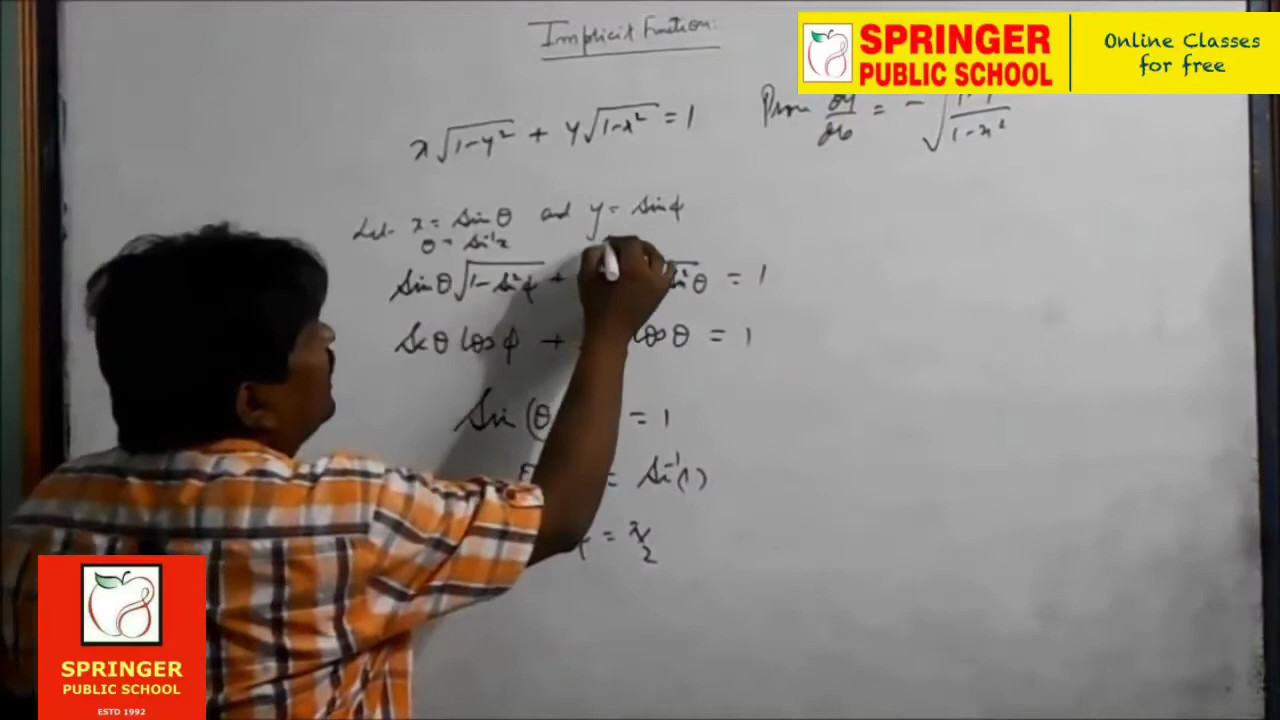 Implicit Function:
SPRINGER
PUBLIC SCHOOL
Online Classes
for free
x√1-y² + y√1-x² = 1
Prove dy/dx = - √ 1-y²/1-x²
Let x = Sin θ and y = Sin φ
θ = Sin⁻¹x
Sin θ √1-Sin²φ + Sin²θ = 1
Sin θ Cos φ + Cos θ = 1
Sin (θ = 1
= Sin⁻¹(1)
= π/2
SPRINGER
PUBLIC SCHOOL
ESTD 1992